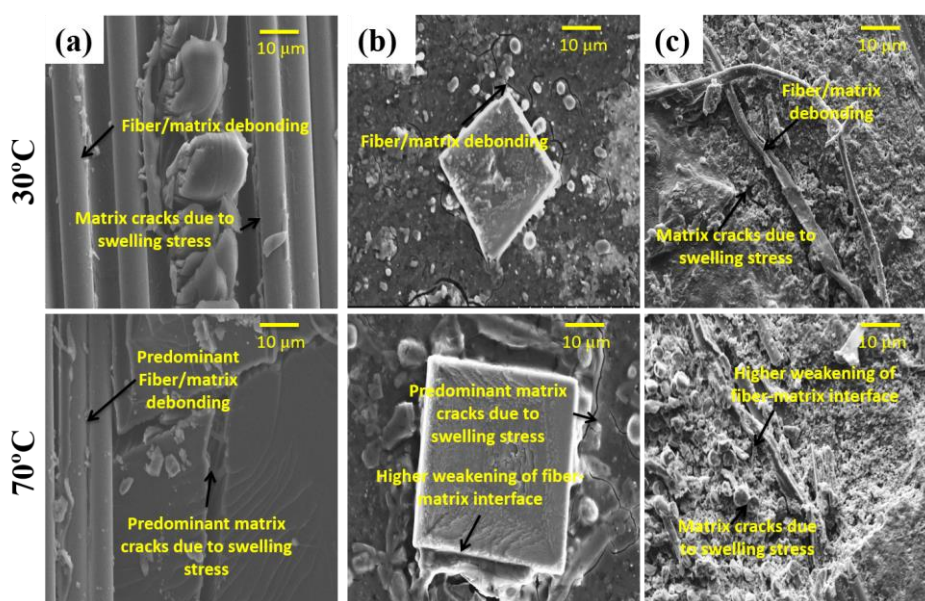 (a)
10 µm
Fiber/matrix debonding
Matrix cracks due to
swelling stress
(b)
10 µm
Fiber/matrix debonding
(c)
10 µm
Fiber/matrix
debonding
Matrix cracks due to
swelling stress
30°C
10 µm
Predominant
Fiber/matrix
debonding
Predominant matrix
cracks due to swelling
stress
10 µm
Predominant matrix
cracks due to
swelling stress
Higher weakening of fiber-
matrix interface
10 µm
Higher weakening of
fiber-matrix interface
Matrix cracks due
to swelling stress
70°C